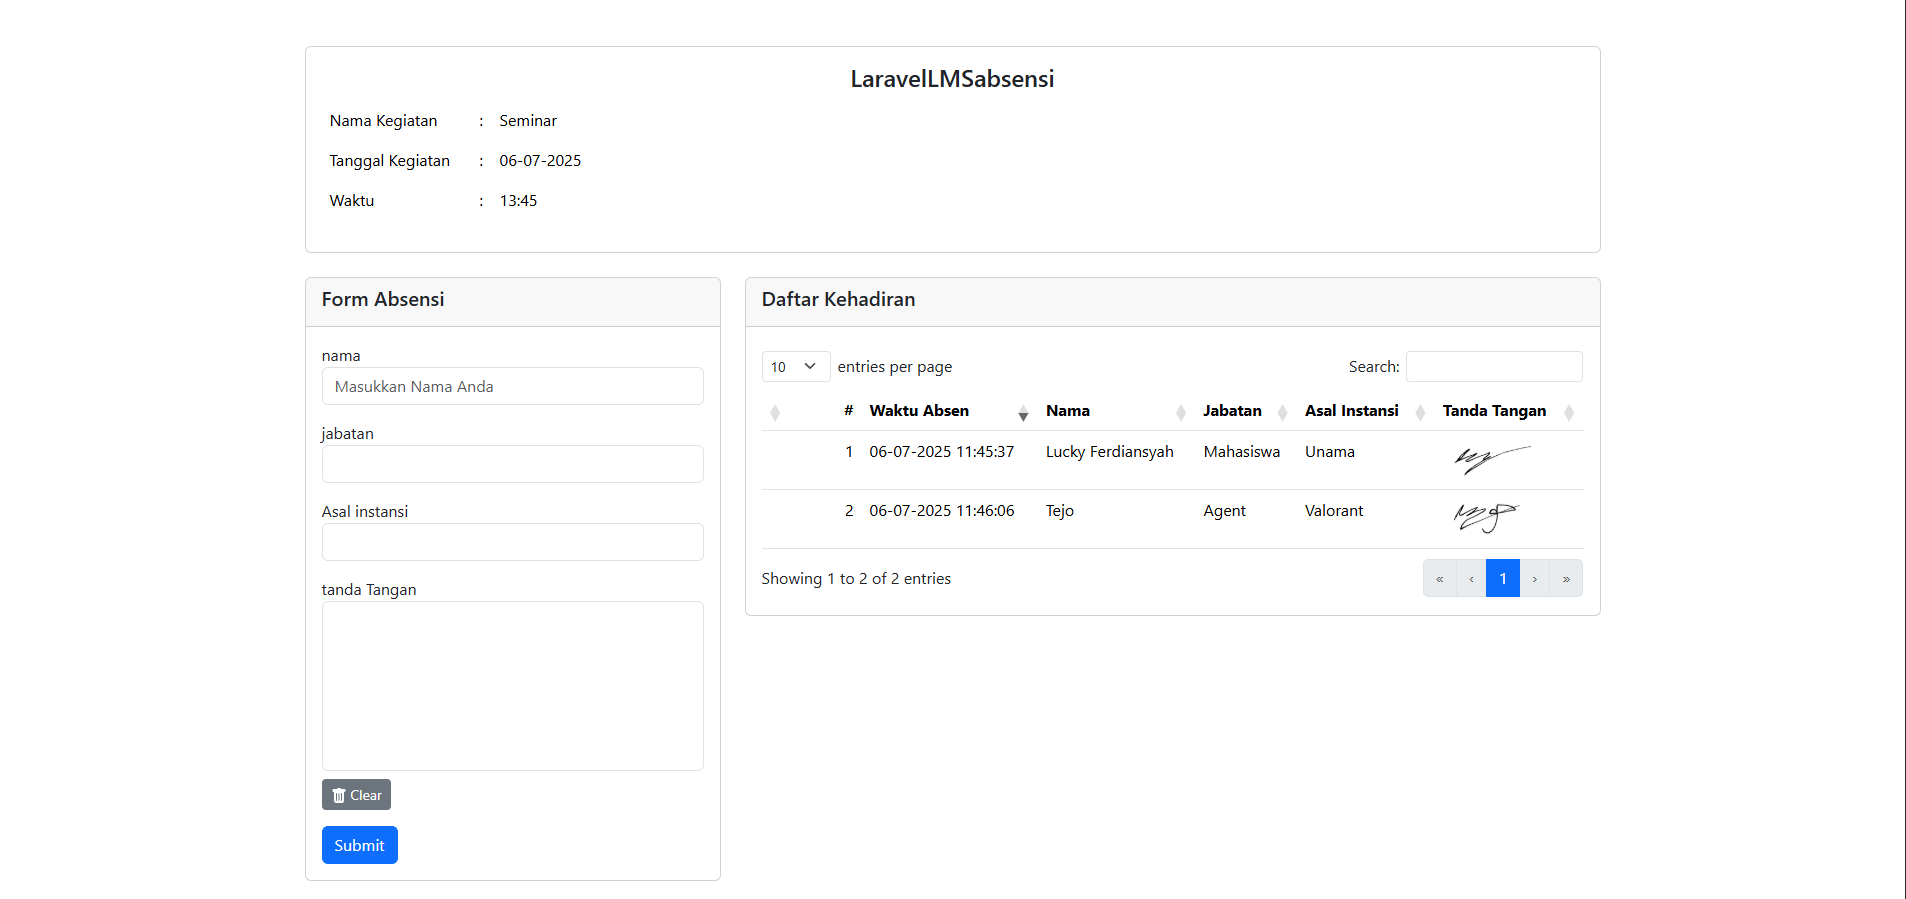 LaravelLMSabsensi
Nama Kegiatan : Seminar
Tanggal Kegiatan : 06-07-2025
Waktu : 13:45
Form Absensi
nama
Masukkan Nama Anda
jabatan
Asal instansi
tanda Tangan
Clear
Submit
Daftar Kehadiran
10 entries per page Search:
# Waktu Absen Nama Jabatan Asal Instansi Tanda Tangan
1 06-07-2025 11:45:37 Lucky Ferdiansyah Mahasiswa Unama
2 06-07-2025 11:46:06 Tejo Agent Valorant
Showing 1 to 2 of 2 entries « ‹ 1 › »